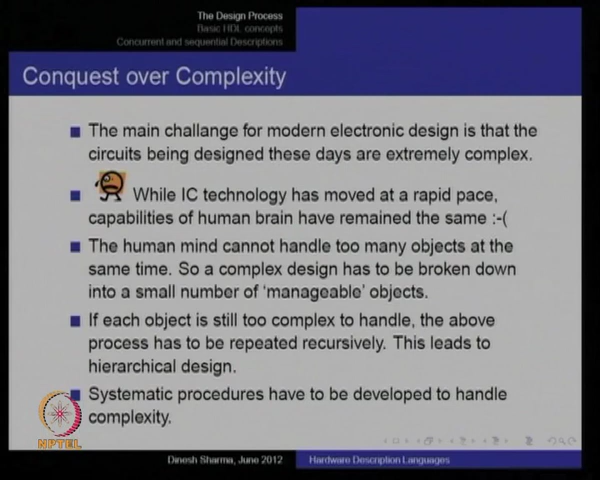 The Design Process
Basic HDL concepts
Concurrent and sequential Descriptions
Conquest over Complexity
The main challange for modern electronic design is that the
circuits being designed these days are extremely complex.
While IC technology has moved at a rapid pace,
capabilities of human brain have remained the same :-(
The human mind cannot handle too many objects at the
same time. So a complex design has to be broken down
into a small number of ‘manageable’ objects.
If each object is still too complex to handle, the above
process has to be repeated recursively. This leads to
hierarchical design.
Systematic procedures have to be developed to handle
complexity.
NPTEL
Dinesh Sharma, June 2012
Hardware Description Languages